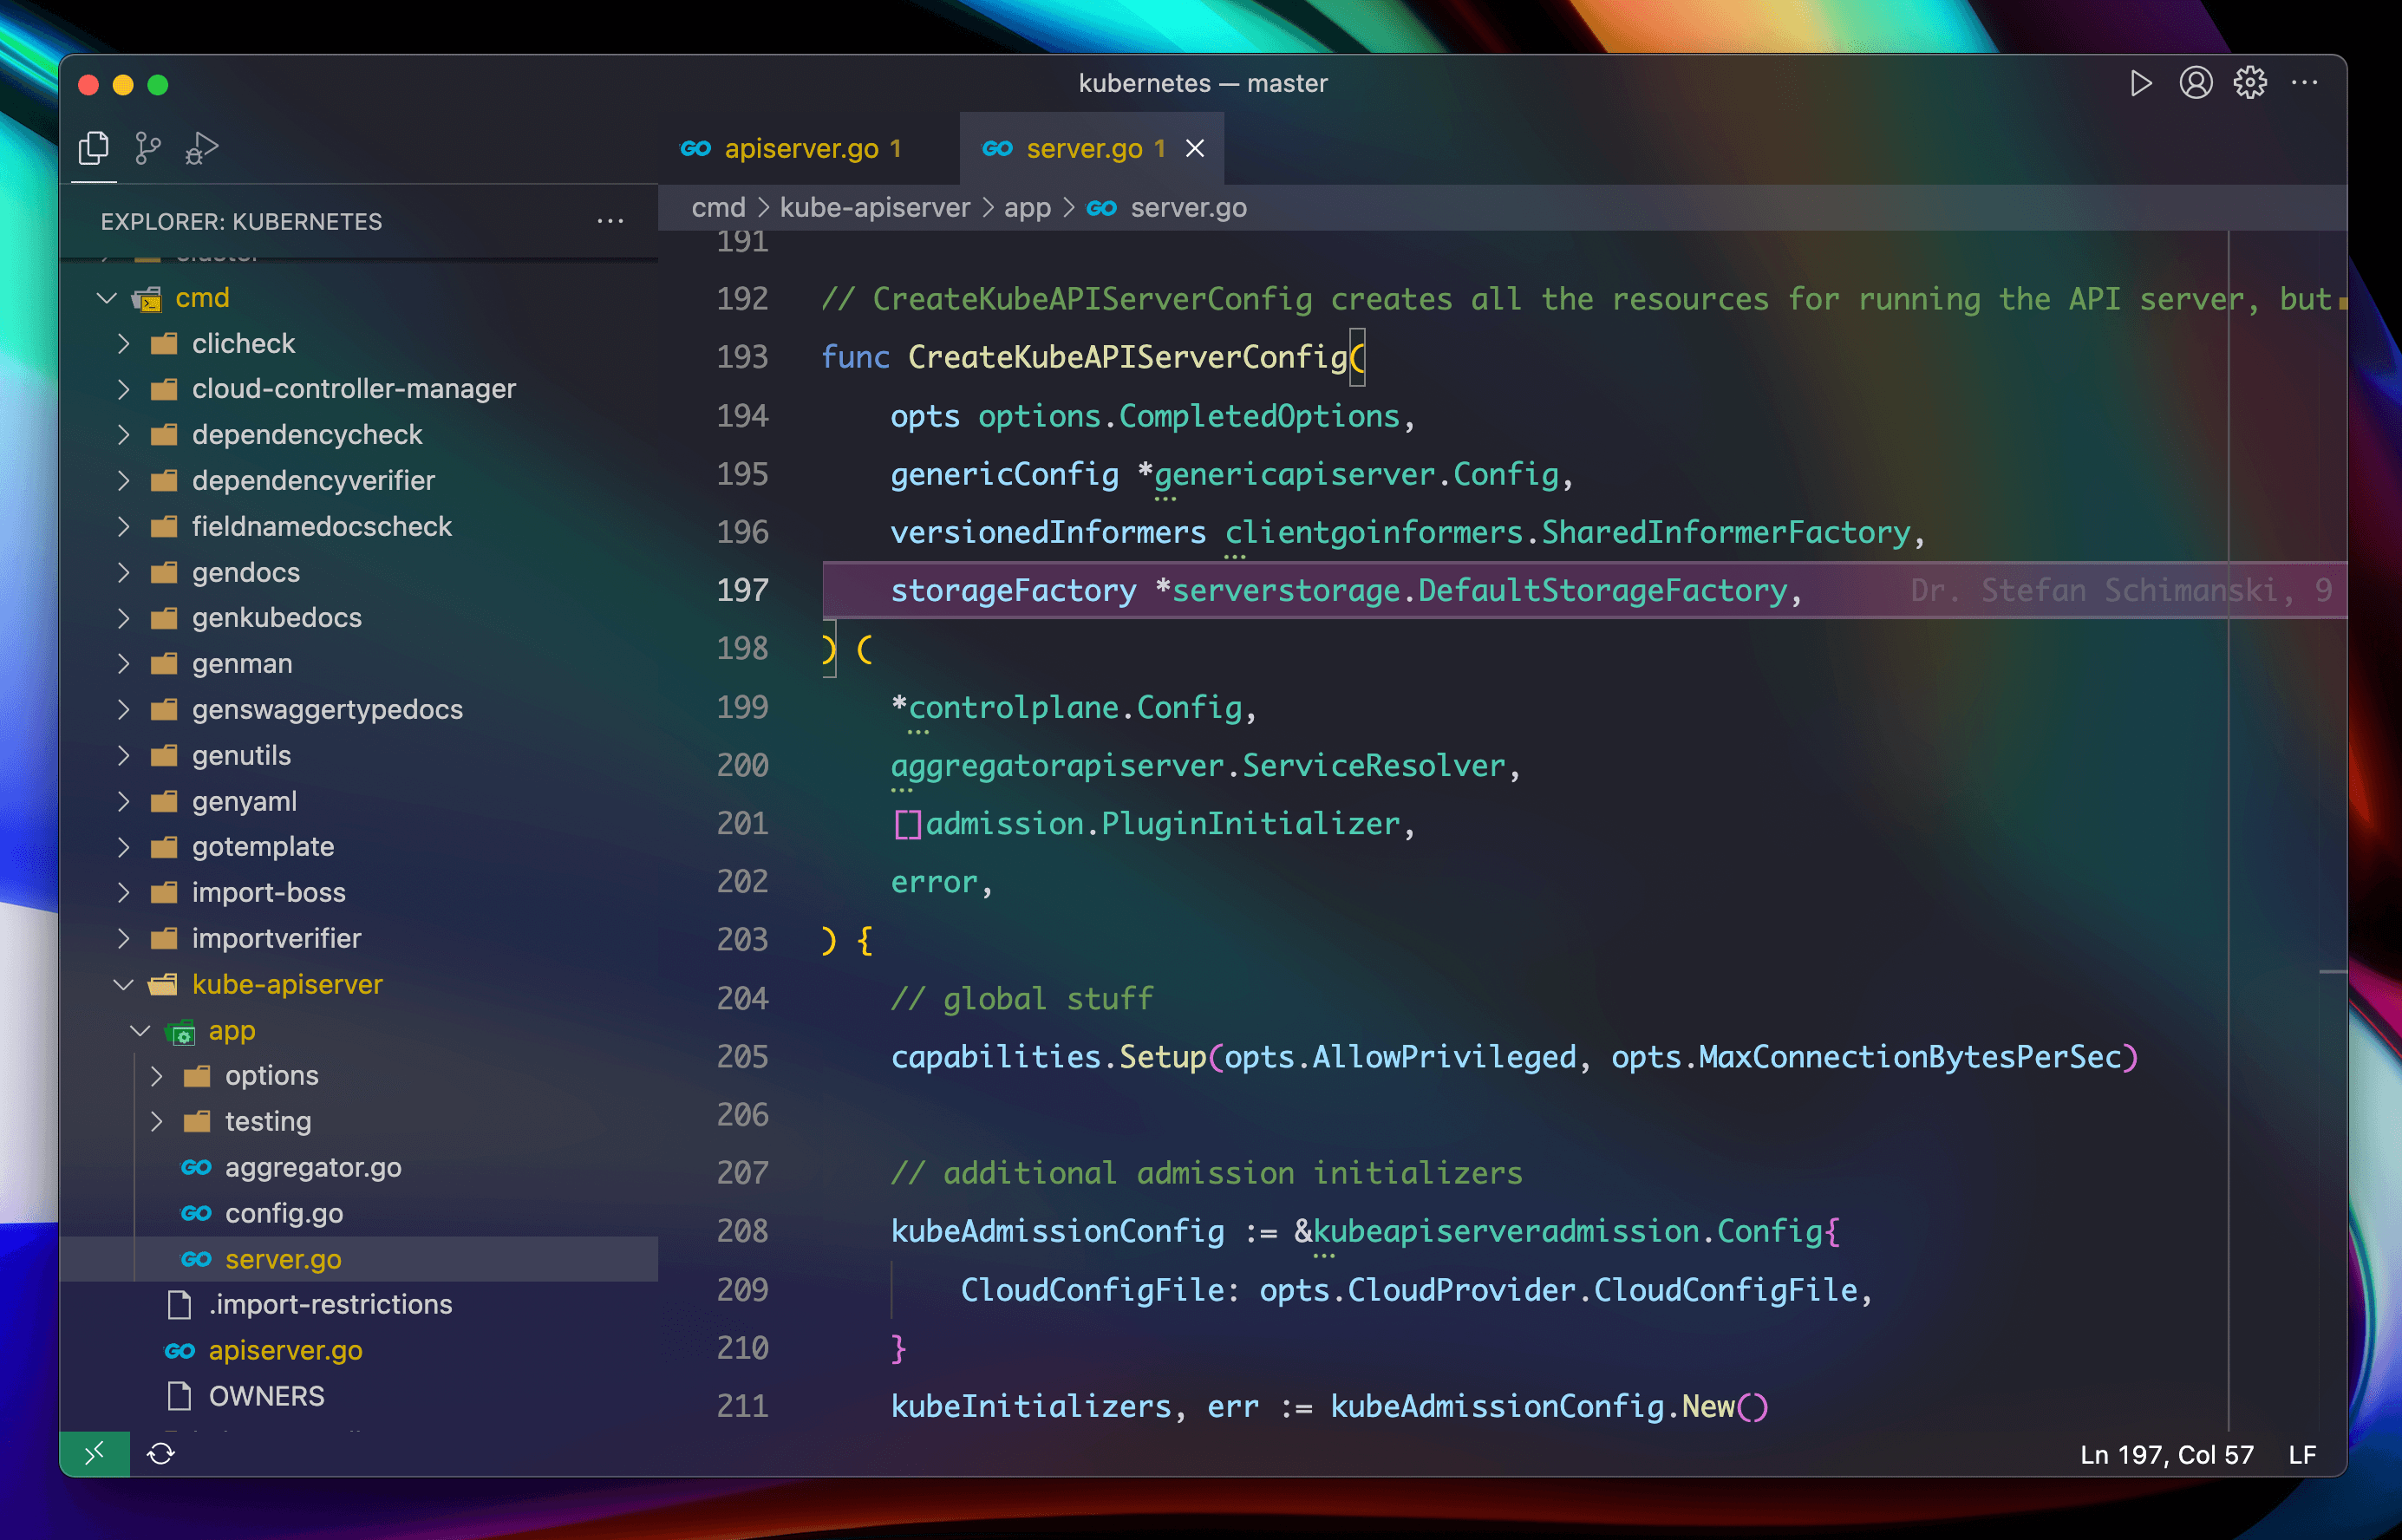 kubernetes — master
GO apiserver.go 1
GO server.go 1
EXPLORER: KUBERNETES
cmd > kube-apiserver > app > GO server.go
cluster
cmd
clicheck
cloud-controller-manager
dependencycheck
dependencyverifier
fieldnamedocscheck
gendocs
genkubedocs
genman
genswaggertypedocs
genutils
genyaml
gotemplate
import-boss
importverifier
kube-apiserver
app
options
testing
GO aggregator.go
GO config.go
GO server.go
.import-restrictions
GO apiserver.go
OWNERS
191
192 // CreateKubeAPIServerConfig creates all the resources for running the API server, but
193 func CreateKubeAPIServerConfig(
194 opts options.CompletedOptions,
195 genericConfig *genericapiserver.Config,
196 versionedInformers clientgoinformers.SharedInformerFactory,
197 storageFactory *serverstorage.DefaultStorageFactory, Dr. Stefan Schimanski, 9
198 ) (
199 *controlplane.Config,
200 aggregatorapiserver.ServiceResolver,
201 []admission.PluginInitializer,
202 error,
203 ) {
204 // global stuff
205 capabilities.Setup(opts.AllowPrivileged, opts.MaxConnectionBytesPerSec)
206
207 // additional admission initializers
208 kubeAdmissionConfig := &kubeapiserveradmission.Config{
209 CloudConfigFile: opts.CloudProvider.CloudConfigFile,
210 }
211 kubeInitializers, err := kubeAdmissionConfig.New()
Ln 197, Col 57 LF